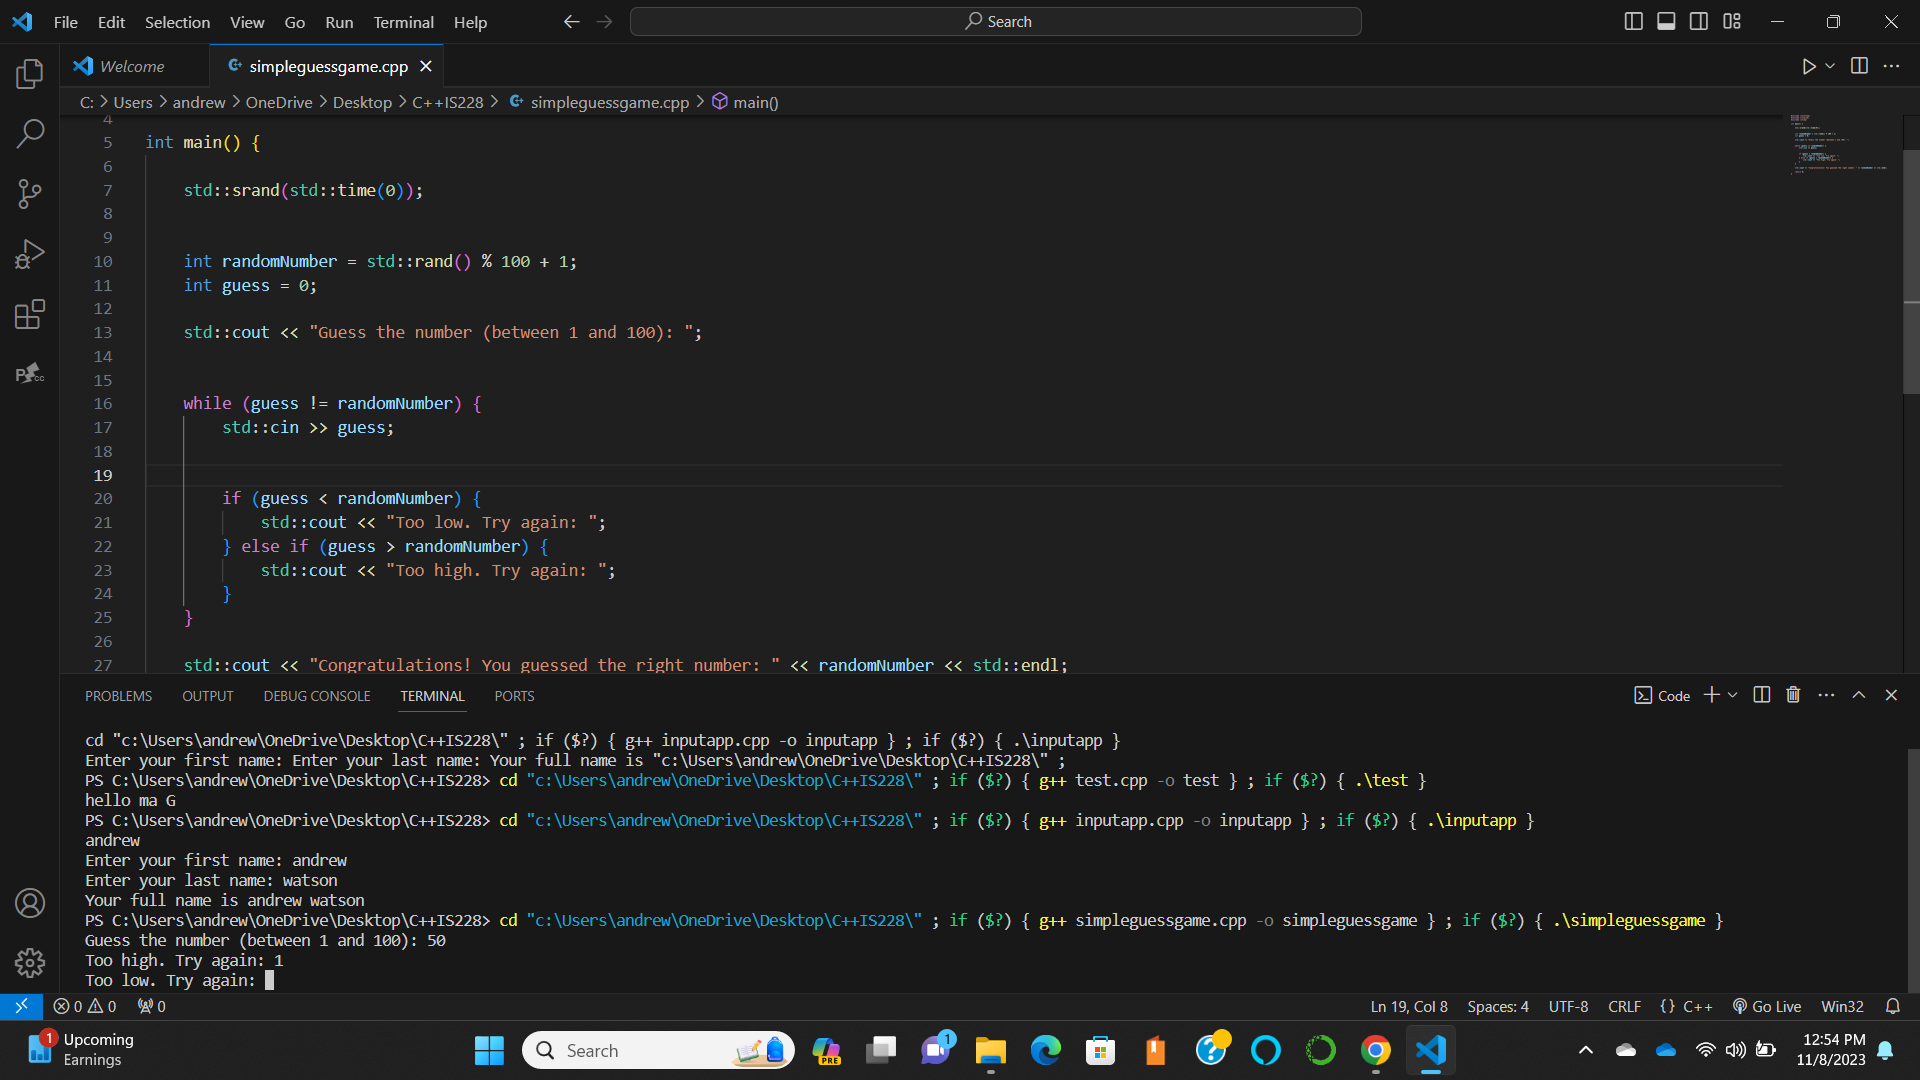 File Edit Selection View Go Run Terminal Help Search
Welcome simpleguessgame.cpp
C: > Users > andrew > OneDrive > Desktop > C++IS228 > simpleguessgame.cpp > main()
4
5 int main() {
6
7 std::srand(std::time(0));
8
9
10 int randomNumber = std::rand() % 100 + 1;
11 int guess = 0;
12
13 std::cout << "Guess the number (between 1 and 100): ";
14
15
16 while (guess != randomNumber) {
17 std::cin >> guess;
18
19
20 if (guess < randomNumber) {
21 std::cout << "Too low. Try again: ";
22 } else if (guess > randomNumber) {
23 std::cout << "Too high. Try again: ";
24 }
25 }
26
27 std::cout << "Congratulations! You guessed the right number: " << randomNumber << std::endl;
PROBLEMS OUTPUT DEBUG CONSOLE TERMINAL PORTS Code
cd "c:\Users\andrew\OneDrive\Desktop\C++IS228\" ; if ($?) { g++ inputapp.cpp -o inputapp } ; if ($?) { .\inputapp }
Enter your first name: Enter your last name: Your full name is "c:\Users\andrew\OneDrive\Desktop\C++IS228\" ;
PS C:\Users\andrew\OneDrive\Desktop\C++IS228> cd "c:\Users\andrew\OneDrive\Desktop\C++IS228\" ; if ($?) { g++ test.cpp -o test } ; if ($?) { .\test }
hello ma G
PS C:\Users\andrew\OneDrive\Desktop\C++IS228> cd "c:\Users\andrew\OneDrive\Desktop\C++IS228\" ; if ($?) { g++ inputapp.cpp -o inputapp } ; if ($?) { .\inputapp }
andrew
Enter your first name: andrew
Enter your last name: watson
Your full name is andrew watson
PS C:\Users\andrew\OneDrive\Desktop\C++IS228> cd "c:\Users\andrew\OneDrive\Desktop\C++IS228\" ; if ($?) { g++ simpleguessgame.cpp -o simpleguessgame } ; if ($?) { .\simpleguessgame }
Guess the number (between 1 and 100): 50
Too high. Try again: 1
Too low. Try again:
0 0 0 Ln 19, Col 8 Spaces: 4 UTF-8 CRLF {} C++ Go Live Win32
1 Upcoming
Earnings
Search PRE 1
12:54 PM
11/8/2023